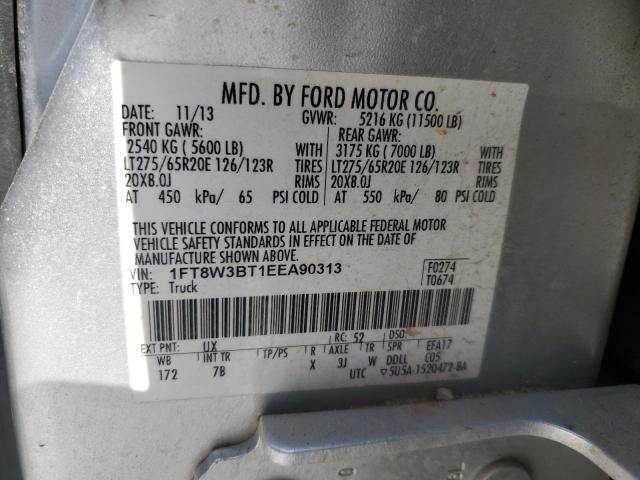 MFD. BY FORD MOTOR CO.
DATE: 11/13 GVWR: 5216 KG (11500 LB)
FRONT GAWR: REAR GAWR:
2540 KG ( 5600 LB) WITH 3175 KG ( 7000 LB) WITH
LT275/65R20E 126/123R TIRES LT275/65R20E 126/123R TIRES
20X8.0J RIMS 20X8.0J RIMS
AT 450 kPa/ 65 PSI COLD AT 550 kPa/ 80 PSI COLD
THIS VEHICLE CONFORMS TO ALL APPLICABLE FEDERAL MOTOR
VEHICLE SAFETY STANDARDS IN EFFECT ON THE DATE OF
MANUFACTURE SHOWN ABOVE.
VIN: 1FT8W3BT1EEA90313 F0274
TYPE: Truck T0674
EXT PNT: UX RC: 52 DSO:
WB INT TR TP/PS R AXLE TR SPR EFA17
172 7B X 3J W DDLL C05
UTC ▽5U5A-1520472-BA